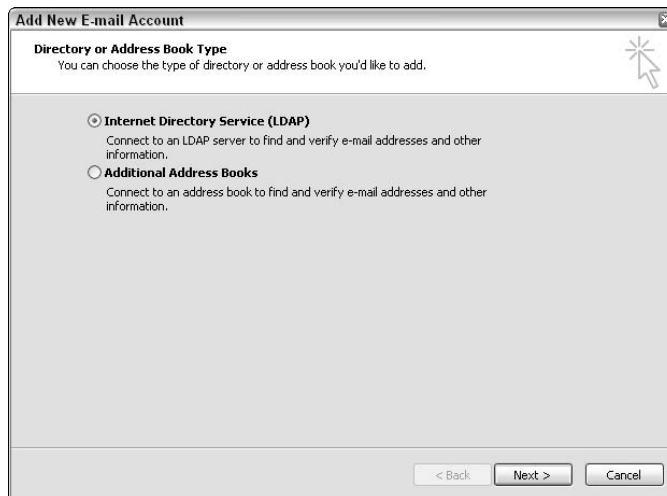 Add New E-mail Account
Directory or Address Book Type
You can choose the type of directory or address book you'd like to add.
Internet Directory Service (LDAP)
Connect to an LDAP server to find and verify e-mail addresses and other
information.
Additional Address Books
Connect to an address book to find and verify e-mail addresses and other
information.
< Back Next > Cancel